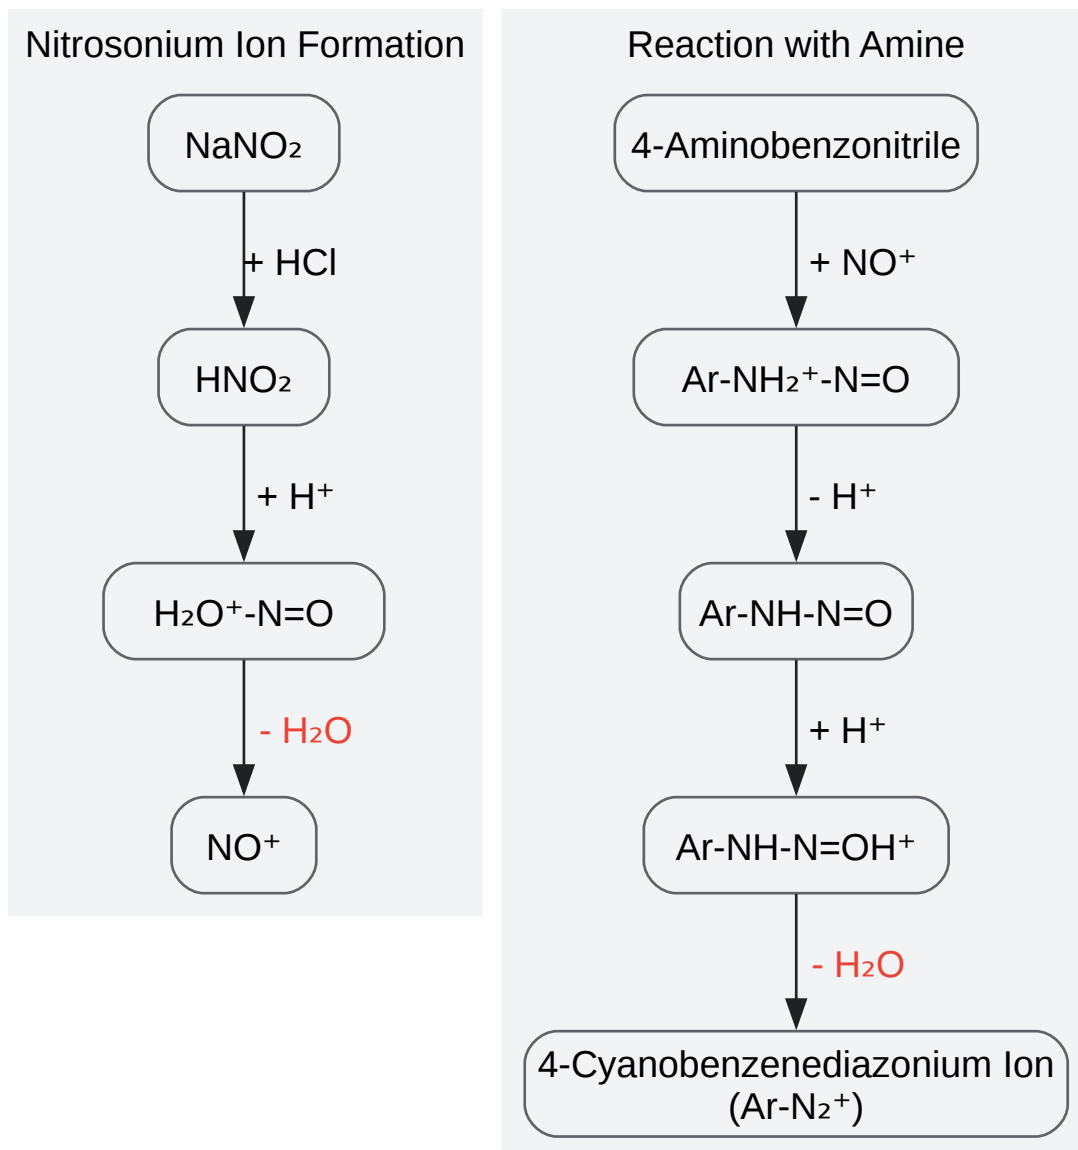 Nitrosonium Ion Formation
NaNO₂
+ HCl
HNO₂
+ H⁺
H₂O⁺-N=O
- H₂O
NO⁺
Reaction with Amine
4-Aminobenzonitrile
+ NO⁺
Ar-NH₂⁺-N=O
- H⁺
Ar-NH-N=O
+ H⁺
Ar-NH-N=OH⁺
- H₂O
4-Cyanobenzenediazonium Ion
(Ar-N₂⁺)